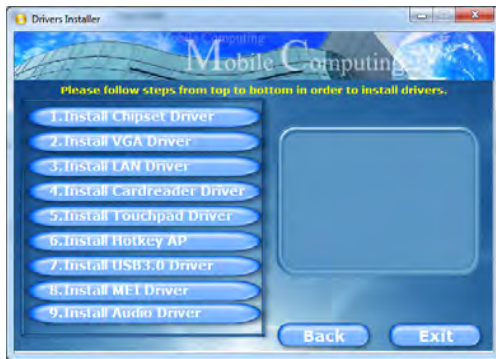 Drivers Installer
Mobile Computing
Mobile Computing
Please follow steps from top to bottom in order to install drivers.
1.Install Chipset Driver
2.Install VGA Driver
3.Install LAN Driver
4.Install Cardreader Driver
5.Install Touchpad Driver
6.Install Hotkey AP
7.Install USB3.0 Driver
8.Install MEI Driver
9.Install Audio Driver
Back Exit